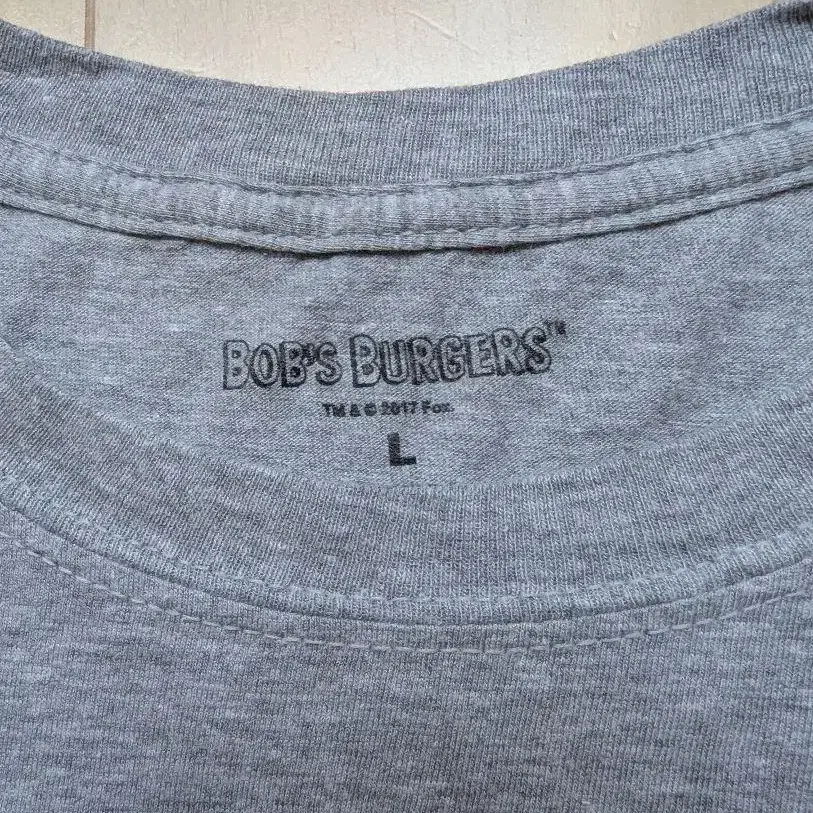 BOB'S BURGERS™
TM & © 2017 Fox.
L